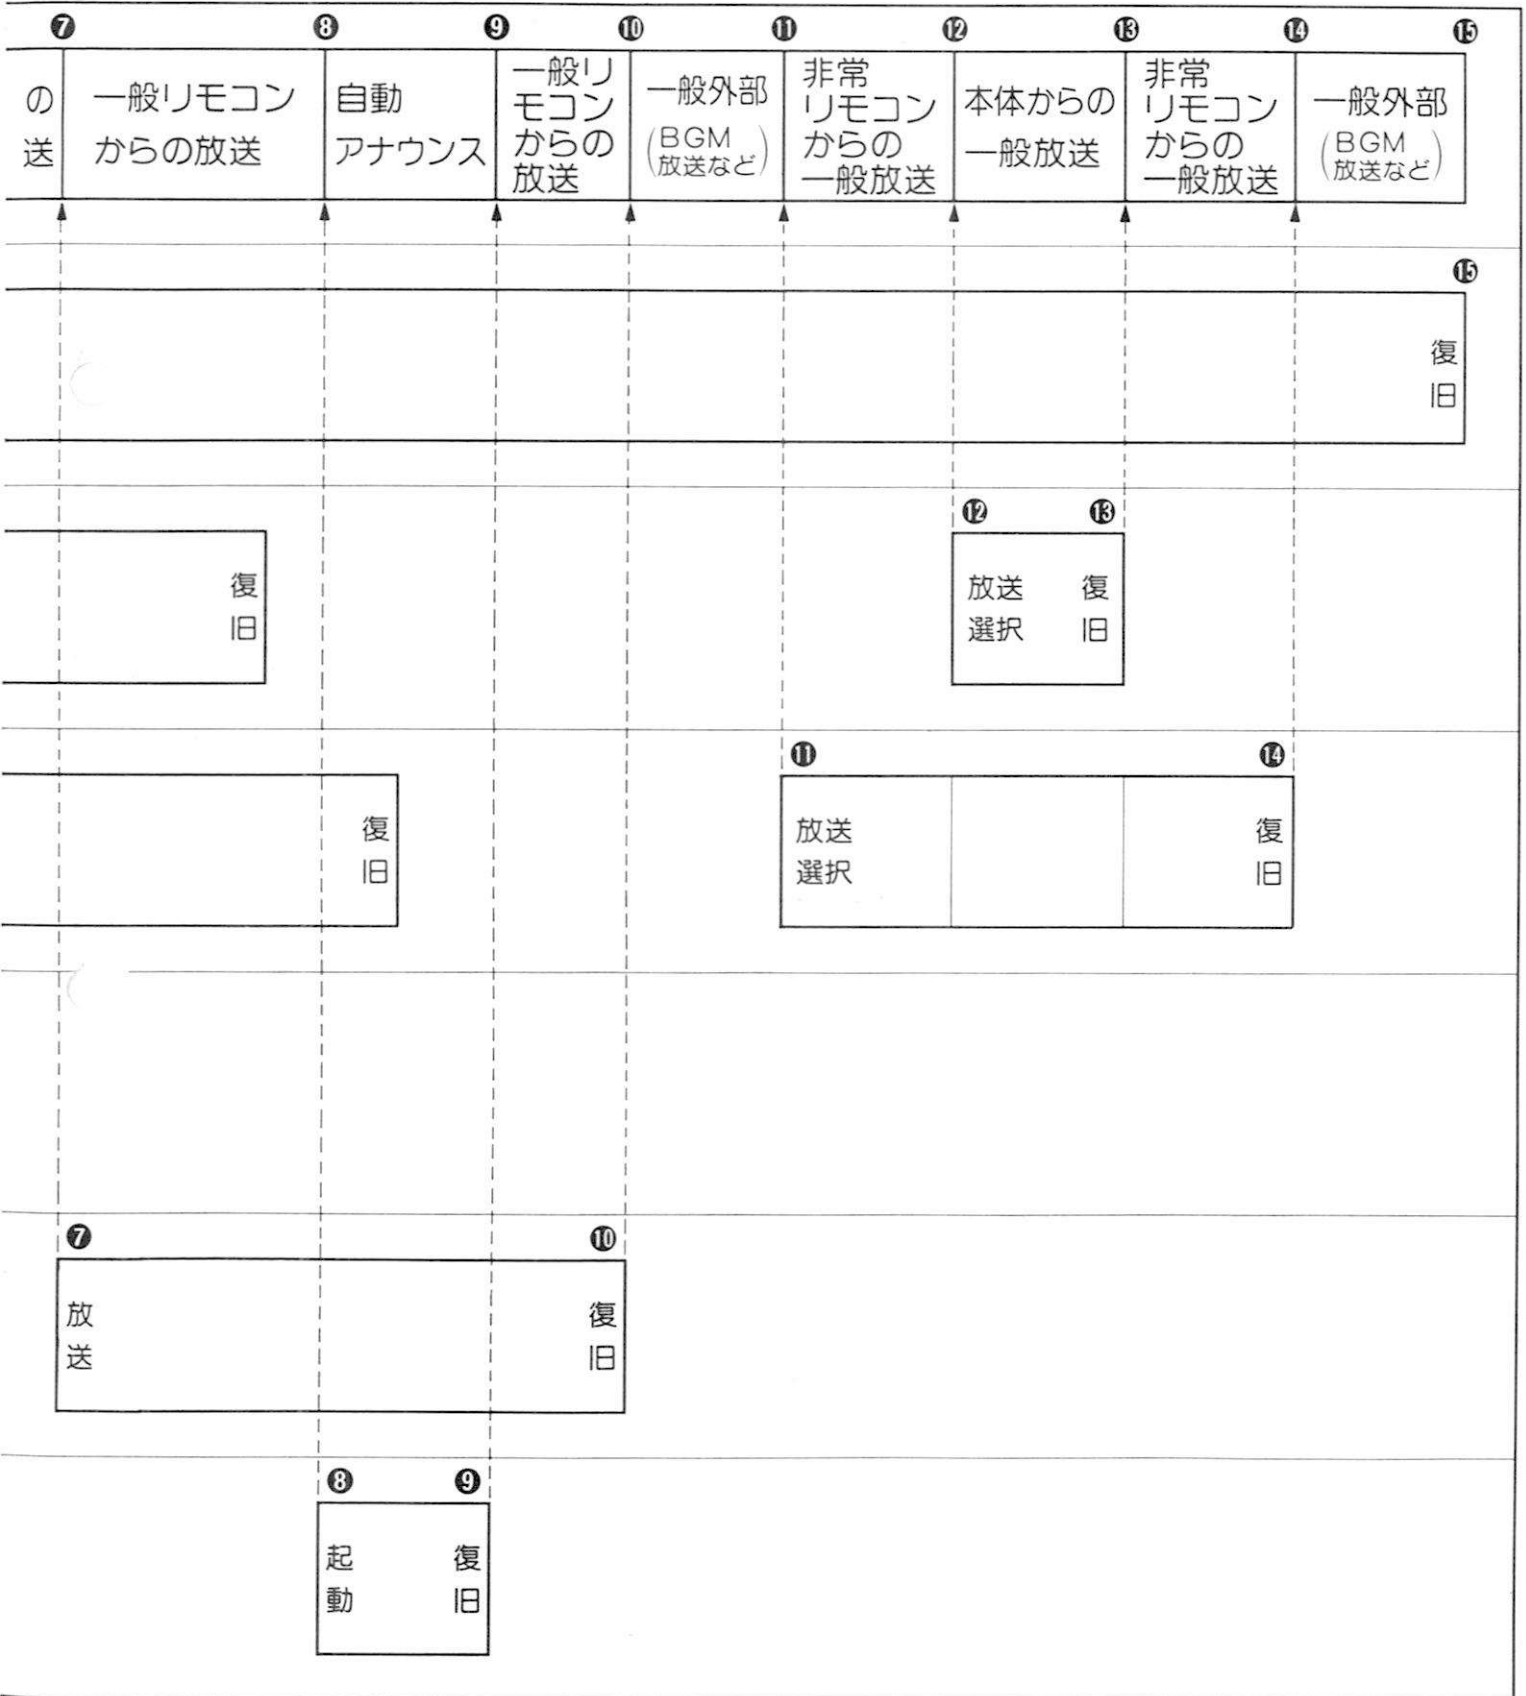 ❼ ❽ ❾ ❿ ⓫ ⓬ ⓭ ⓮ ⓯
の
送
一般リモコン
からの放送
自動
アナウンス
一般リ
モコン
からの
放送
一般外部
(BGM
放送など)
非常
リモコン
からの
一般放送
本体からの
一般放送
非常
リモコン
からの
一般放送
一般外部
(BGM
放送など)
⓯
復
旧
復
旧
⓬ ⓭
放送 復
選択 旧
復
旧
⓫ ⓮
放送 復
選択 旧
❼ ❿
放 復
送 旧
❽ ❾
起 復
動 旧